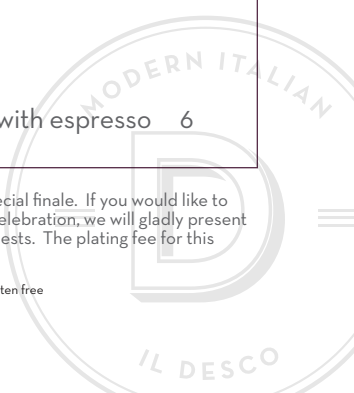 MODERN ITALIAN
with espresso 6
ecial finale. If you would like to
elebration, we will gladly present
ests. The plating fee for this
ten free
D
IL DESCO